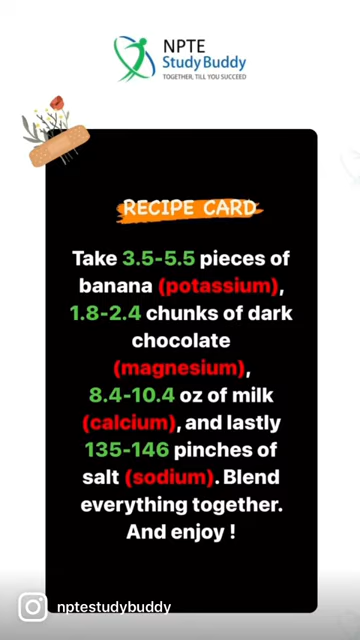 NPTE
StudyBuddy
TOGETHER, TILL YOU SUCCEED
RECIPE CARD
Take 3.5-5.5 pieces of
banana (potassium),
1.8-2.4 chunks of dark
chocolate
(magnesium),
8.4-10.4 oz of milk
(calcium), and lastly
135-146 pinches of
salt (sodium). Blend
everything together.
And enjoy !
nptestudybuddy